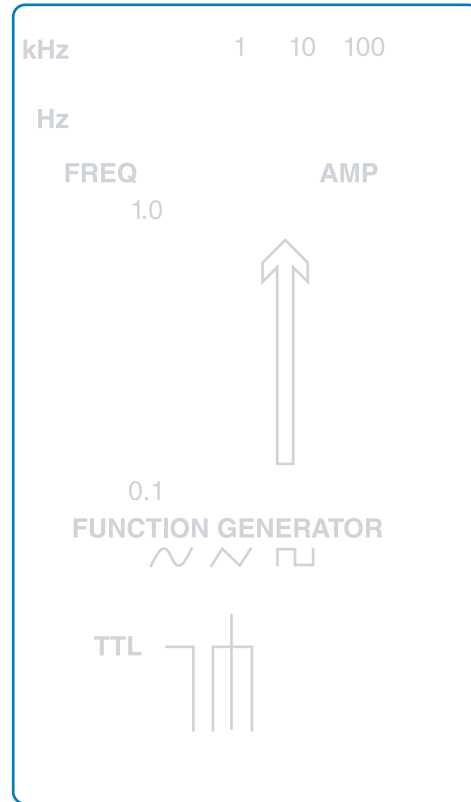 kHz 1 10 100
Hz
FREQ AMP
1.0
0.1
FUNCTION GENERATOR
TTL